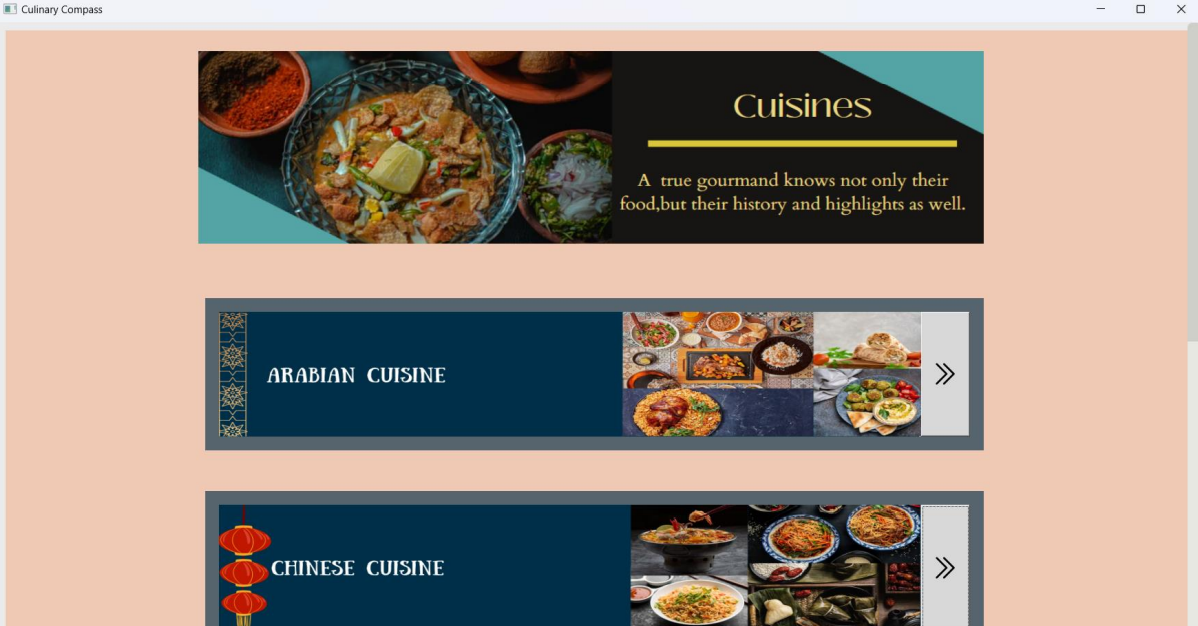 Culinary Compass
Cuisines
A true gourmand knows not only their
food,but their history and highlights as well.
ARABIAN CUISINE
CHINESE CUISINE